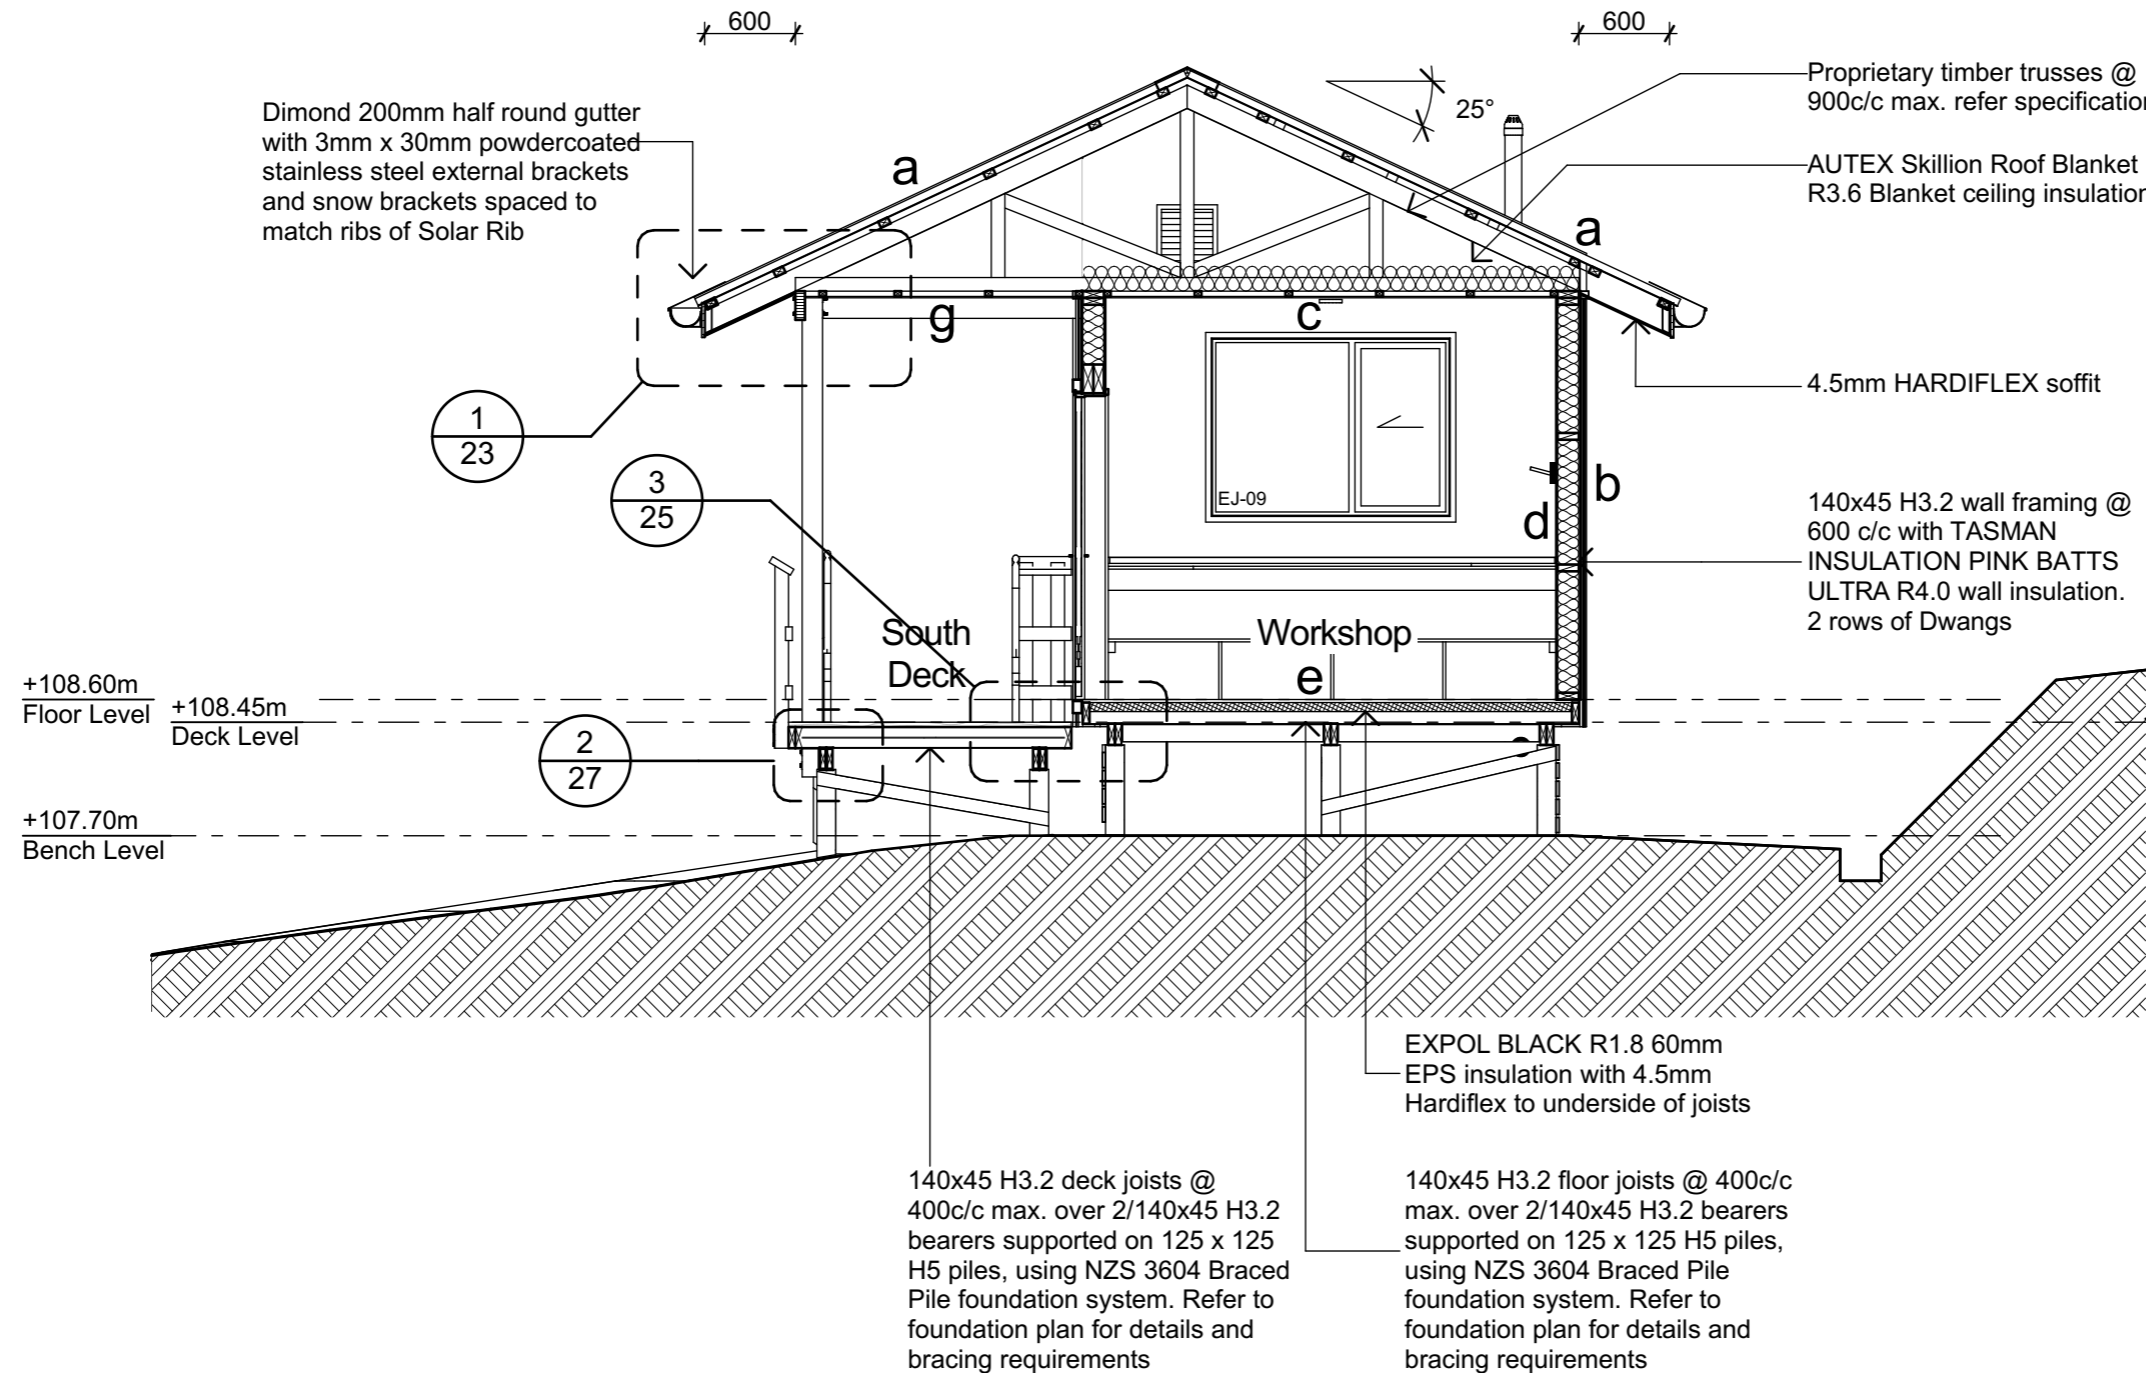 600
600
Dimond 200mm half round gutter
with 3mm x 30mm powdercoated
stainless steel external brackets
and snow brackets spaced to
match ribs of Solar Rib
25°
Proprietary timber trusses @
900c/c max. refer specification
AUTEX Skillion Roof Blanket
R3.6 Blanket ceiling insulation
a
a
g
c
4.5mm HARDIFLEX soffit
1
23
3
25
EJ-09
b
d
140x45 H3.2 wall framing @
600 c/c with TASMAN
INSULATION PINK BATTS
ULTRA R4.0 wall insulation.
2 rows of Dwangs
South
Deck
Workshop
e
+108.60m
Floor Level
+108.45m
Deck Level
2
27
+107.70m
Bench Level
EXPOL BLACK R1.8 60mm
EPS insulation with 4.5mm
Hardiflex to underside of joists
140x45 H3.2 deck joists @
400c/c max. over 2/140x45 H3.2
bearers supported on 125 x 125
H5 piles, using NZS 3604 Braced
Pile foundation system. Refer to
foundation plan for details and
bracing requirements
140x45 H3.2 floor joists @ 400c/c
max. over 2/140x45 H3.2 bearers
supported on 125 x 125 H5 piles,
using NZS 3604 Braced Pile
foundation system. Refer to
foundation plan for details and
bracing requirements